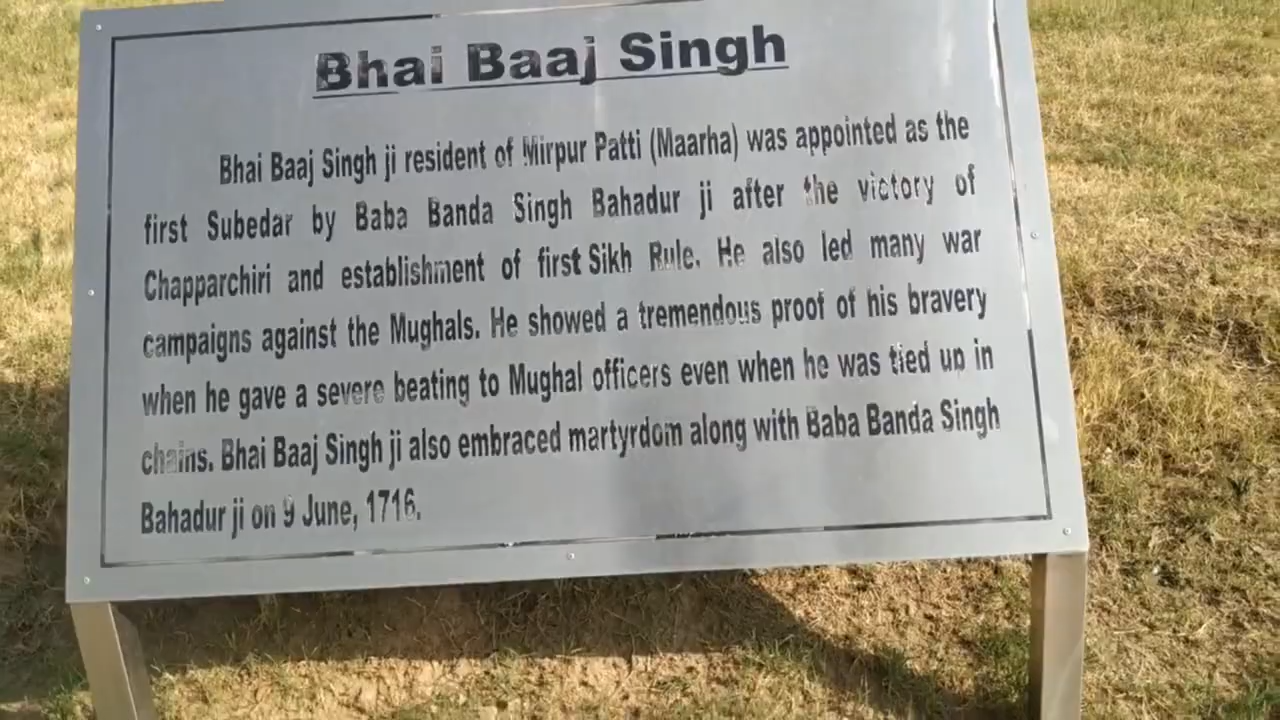 Bhai Baaj Singh
Bhai Baaj Singh ji resident of Mirpur Patti (Maarha) was appointed as the
first Subedar by Baba Banda Singh Bahadur ji after the victory of
Chapparchiri and establishment of first Sikh Rule. He also led many war
campaigns against the Mughals. He showed a tremendous proof of his bravery
when he gave a severe beating to Mughal officers even when he was tied up in
chains. Bhai Baaj Singh ji also embraced martyrdom along with Baba Banda Singh
Bahadur ji on 9 June, 1716.